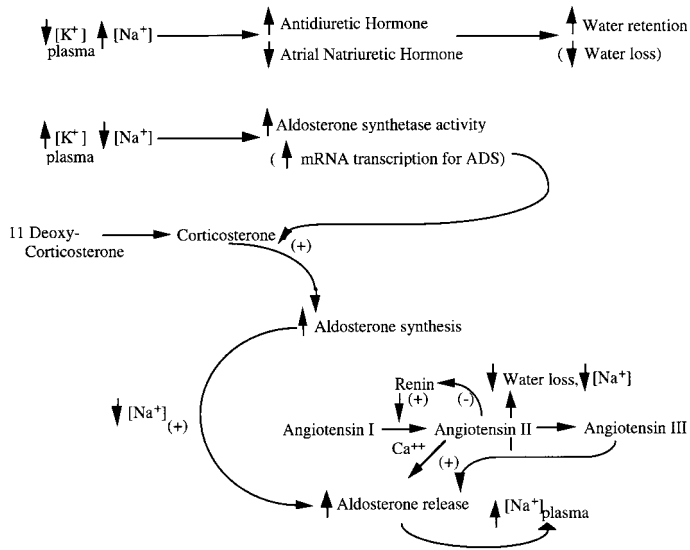 [K+] [Na+]
plasma
Antidiuretic Hormone
Atrial Natriuretic Hormone
Water retention
( Water loss)
[K+] [Na+]
plasma
Aldosterone synthetase activity
( mRNA transcription for ADS)
11 Deoxy-
Corticosterone
Corticosterone
(+)
Aldosterone synthesis
[Na+]
(+)
Renin
(+)
(-)
Water loss, [Na+]
Angiotensin I
Angiotensin II
Angiotensin III
Ca++
(+)
Aldosterone release
[Na+]
plasma